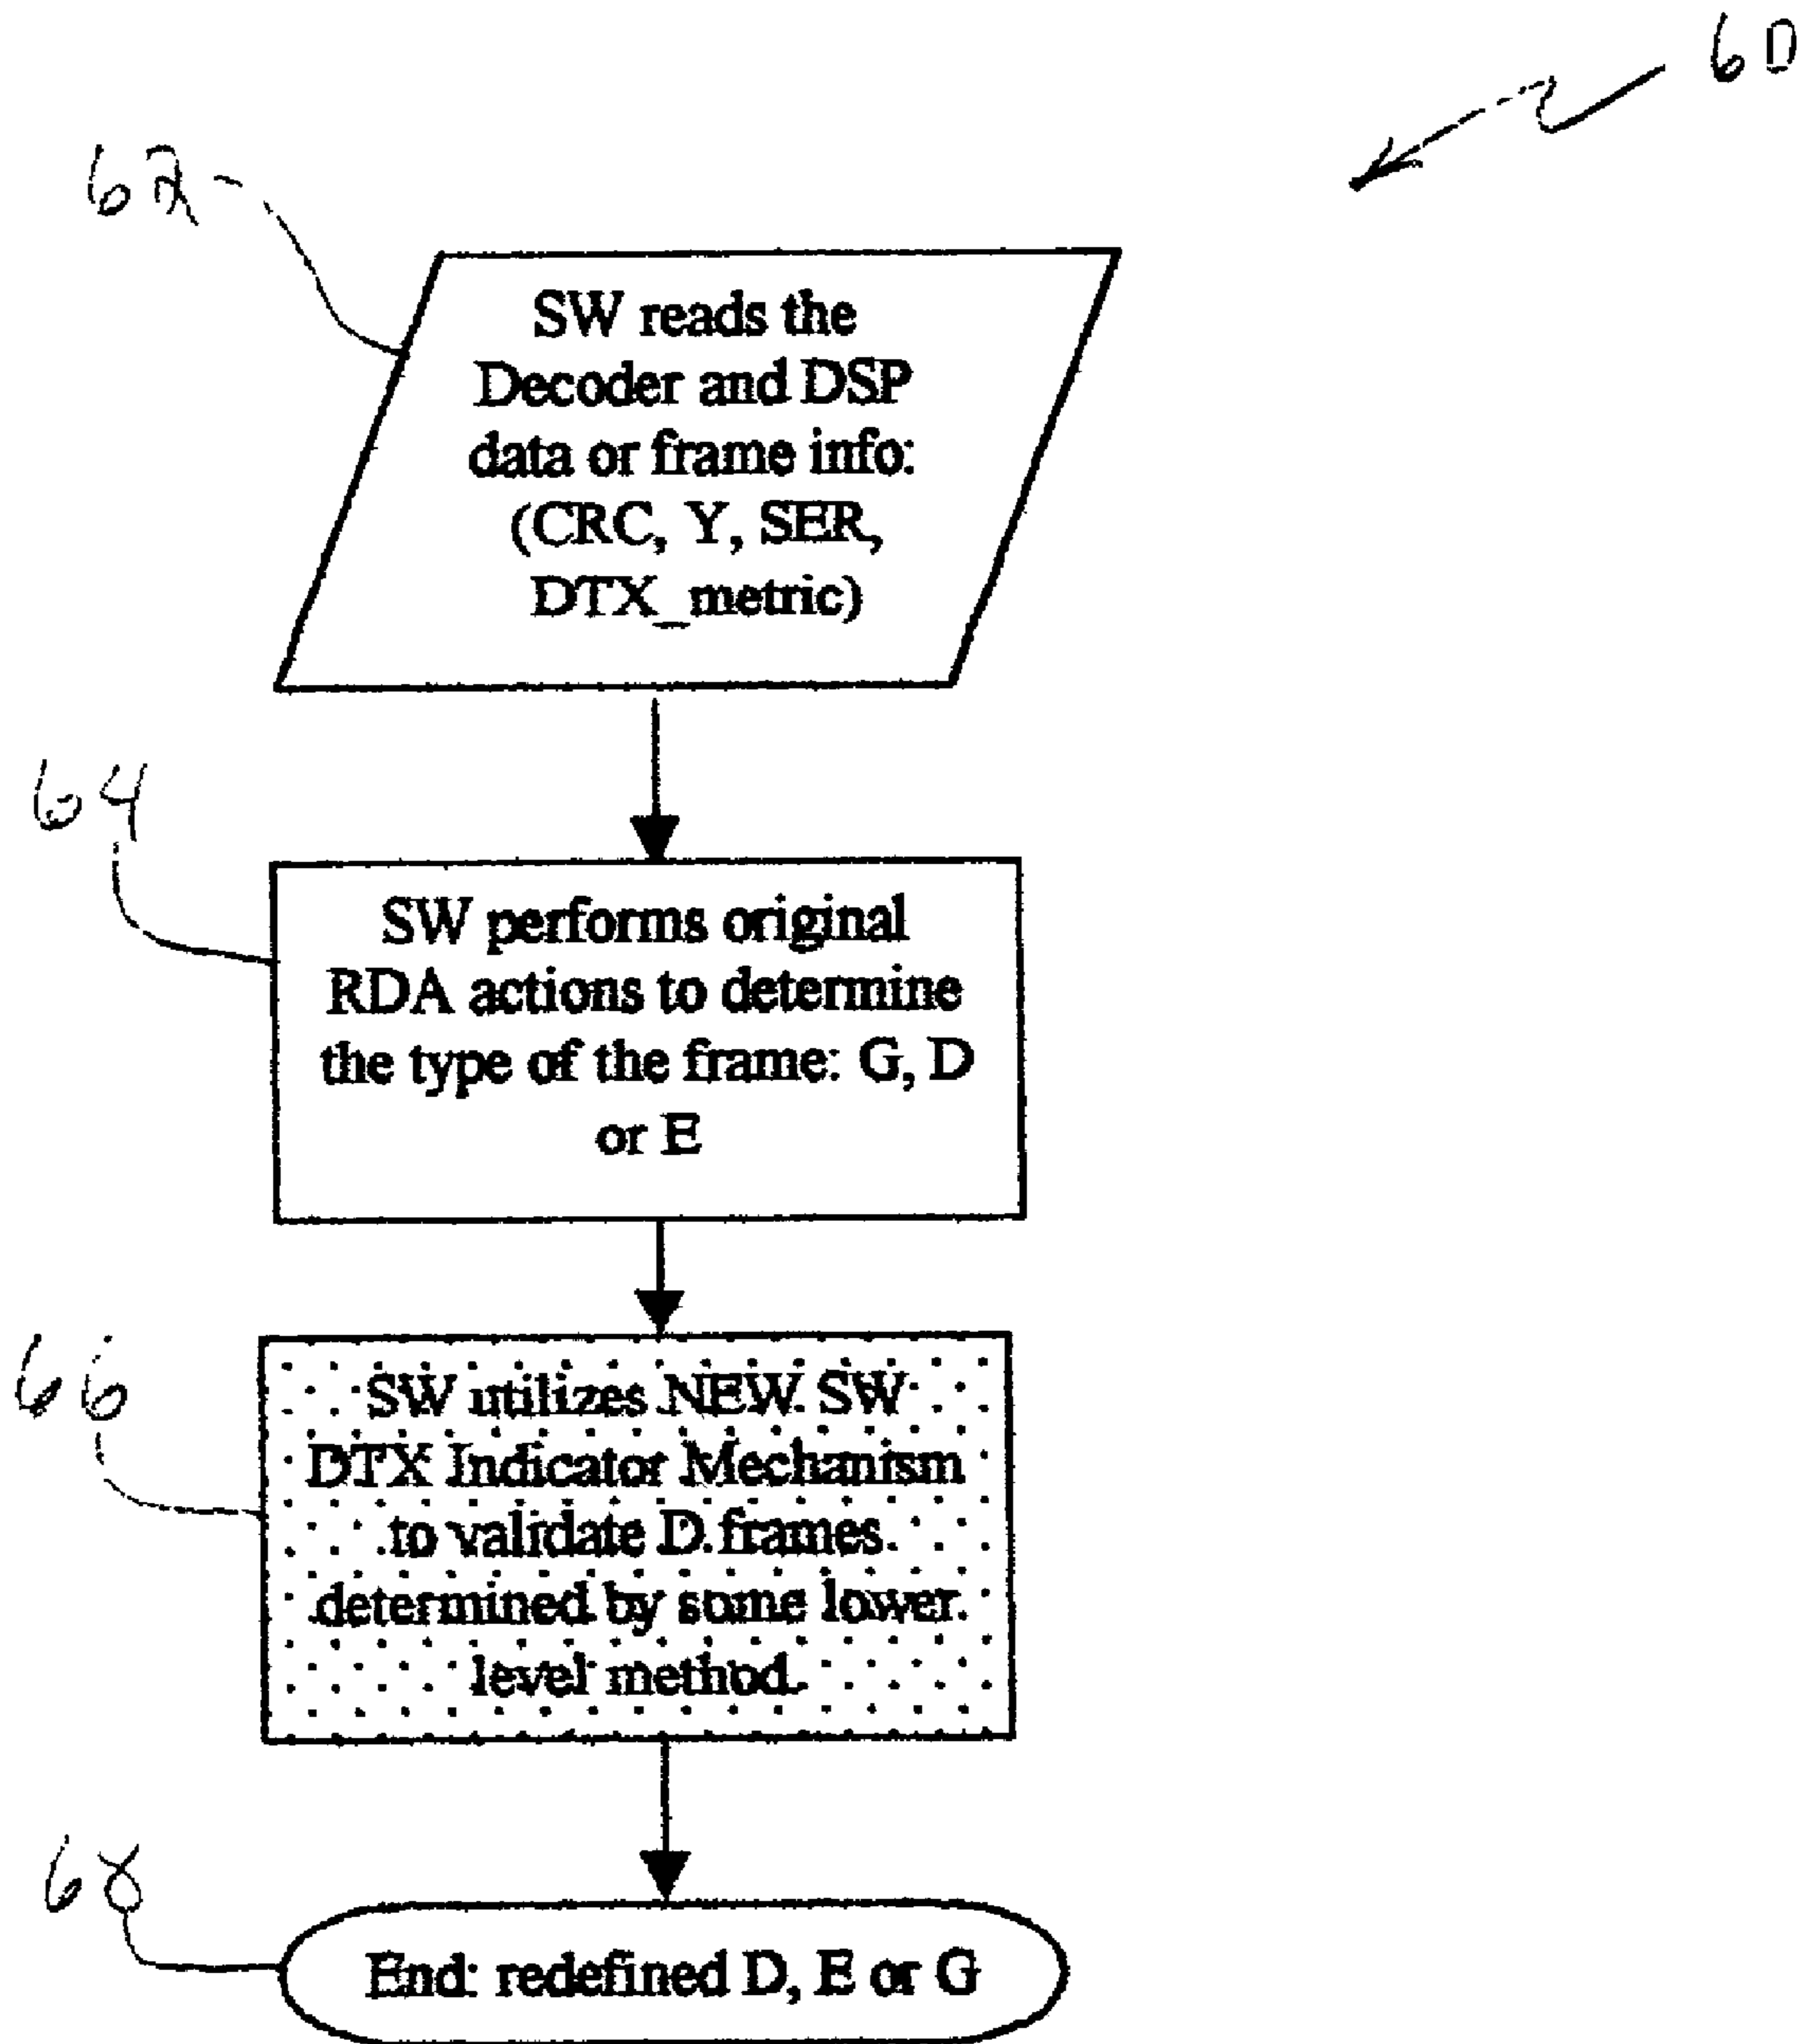 60
62
SW reads the
Decoder and DSP
data or frame info:
(CRC, Y, SER,
DTX_metric)
64
SW performs original
RDA actions to determine
the type of the frame: G, D
or E
66
SW utilizes NEW SW
DTX Indicator Mechanism
to validate D frames
determined by some lower
level method.
68
End: redefined D, E or G